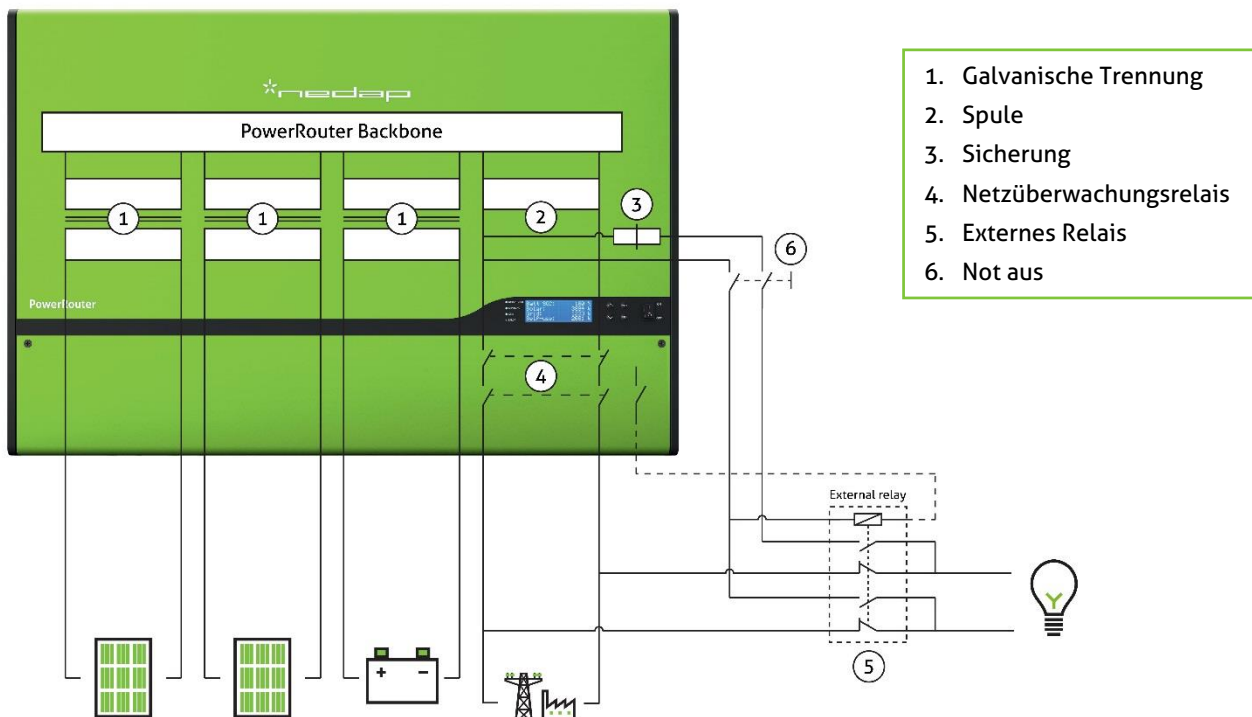 nedap
PowerRouter Backbone
1
1
1
2
3
6
PowerRouter
4
External relay
+ −
5
1. Galvanische Trennung
2. Spule
3. Sicherung
4. Netzüberwachungsrelais
5. Externes Relais
6. Not aus